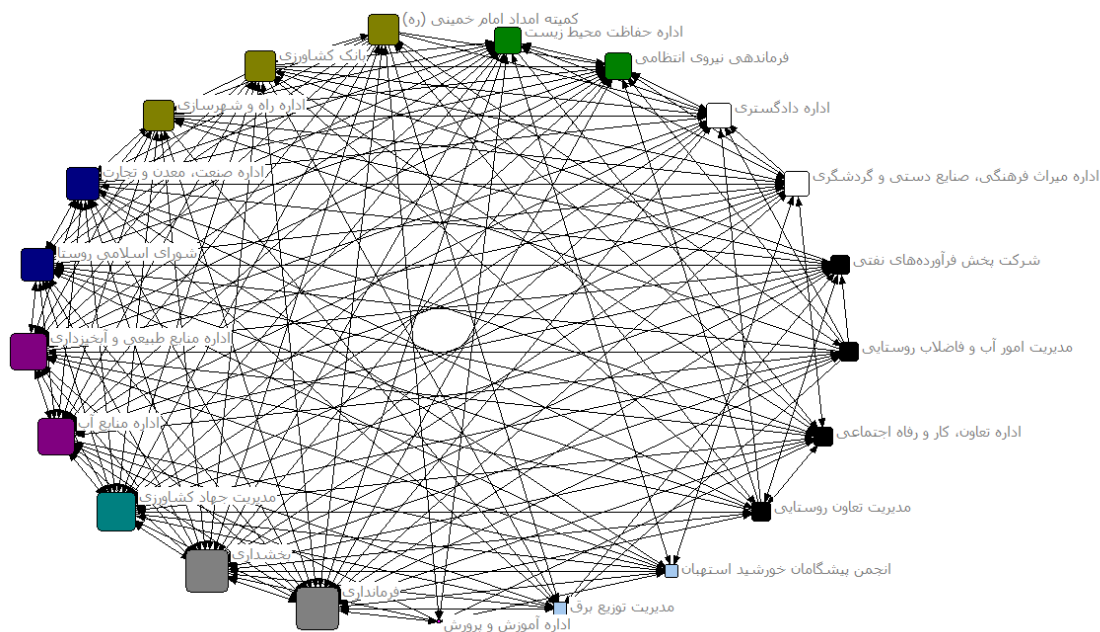 کمیته امداد امام خمینی (ره)
اداره حفاظت محیط زیست
بانک کشاورزی
فرماندهی نیروی انتظامی
اداره راه و شهرسازی
اداره دادگستری
اداره صنعت، معدن و تجارت
اداره میراث فرهنگی، صنایع دستی و گردشگری
شورای اسلامی روستا
شرکت پخش فرآورده‌های نفتی
اداره منابع طبیعی و آبخیزداری
مدیریت امور آب و فاضلاب روستایی
اداره منابع آب
اداره تعاون، کار و رفاه اجتماعی
مدیریت جهاد کشاورزی
مدیریت تعاون روستایی
بخشداری
انجمن پیشگامان خورشید استهبان
فرمانداری
مدیریت توزیع برق
اداره آموزش و پرورش